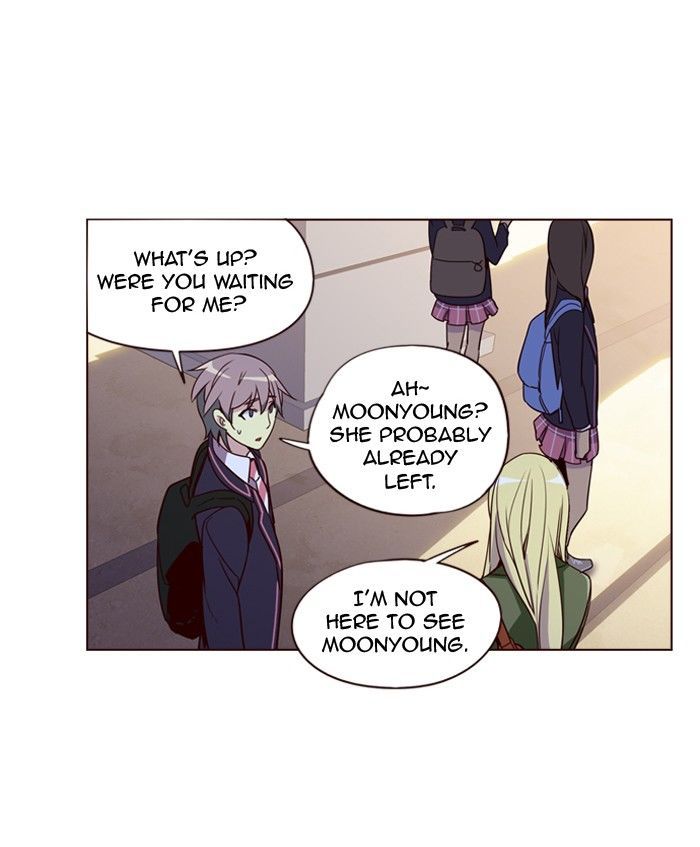 WHAT'S UP?
WERE YOU WAITING
FOR ME?
AH~
MOONYOUNG?
SHE PROBABLY
ALREADY
LEFT.
I'M NOT
HERE TO SEE
MOONYOUNG.